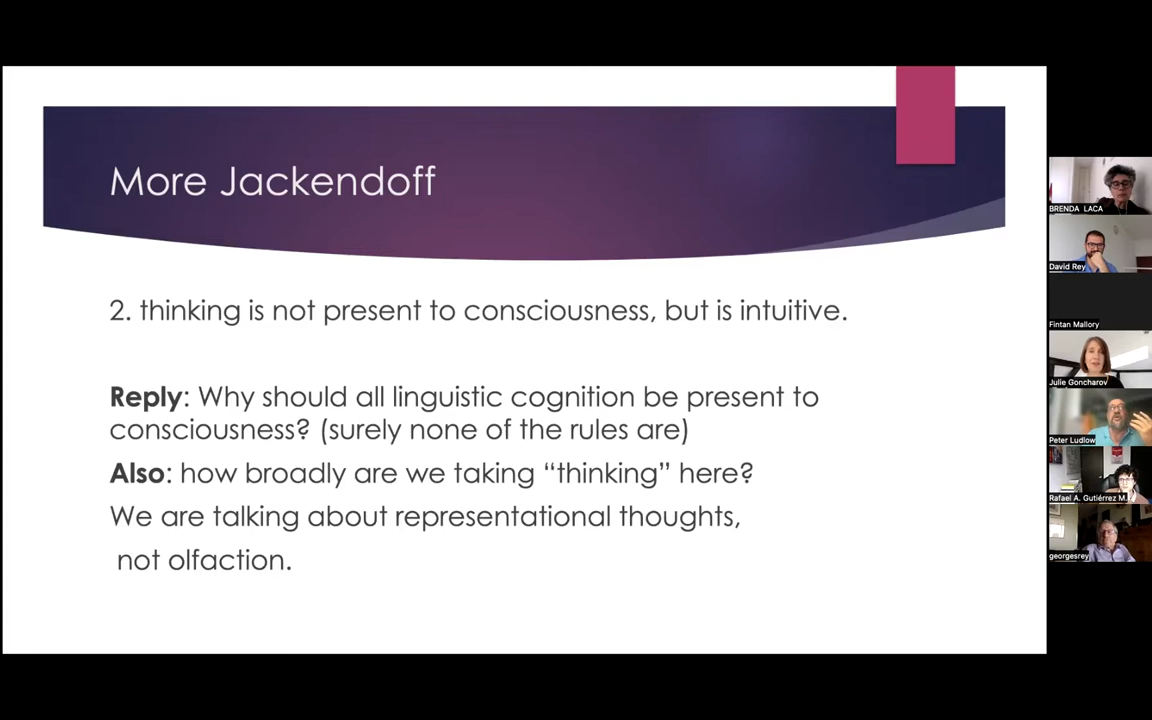 More Jackendoff
2. thinking is not present to consciousness, but is intuitive.
Reply: Why should all linguistic cognition be present to
consciousness? (surely none of the rules are)
Also: how broadly are we taking “thinking” here?
We are talking about representational thoughts,
not olfaction.
BRENDA LACA
David Rey
Fintan Mallory
Julie Goncharov
Peter Ludlow
Rafael A. Gutiérrez M.
georgesrey